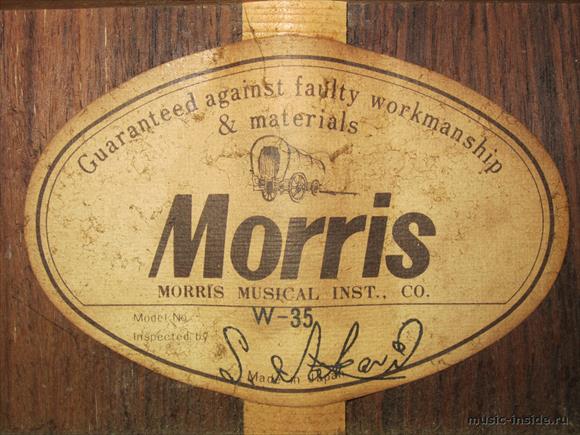 Guaranteed against faulty workmanship
& materials
Morris
MORRIS MUSICAL INST., CO.
Model No. W-35
Inspected by
Made in Japan
music-inside.ru